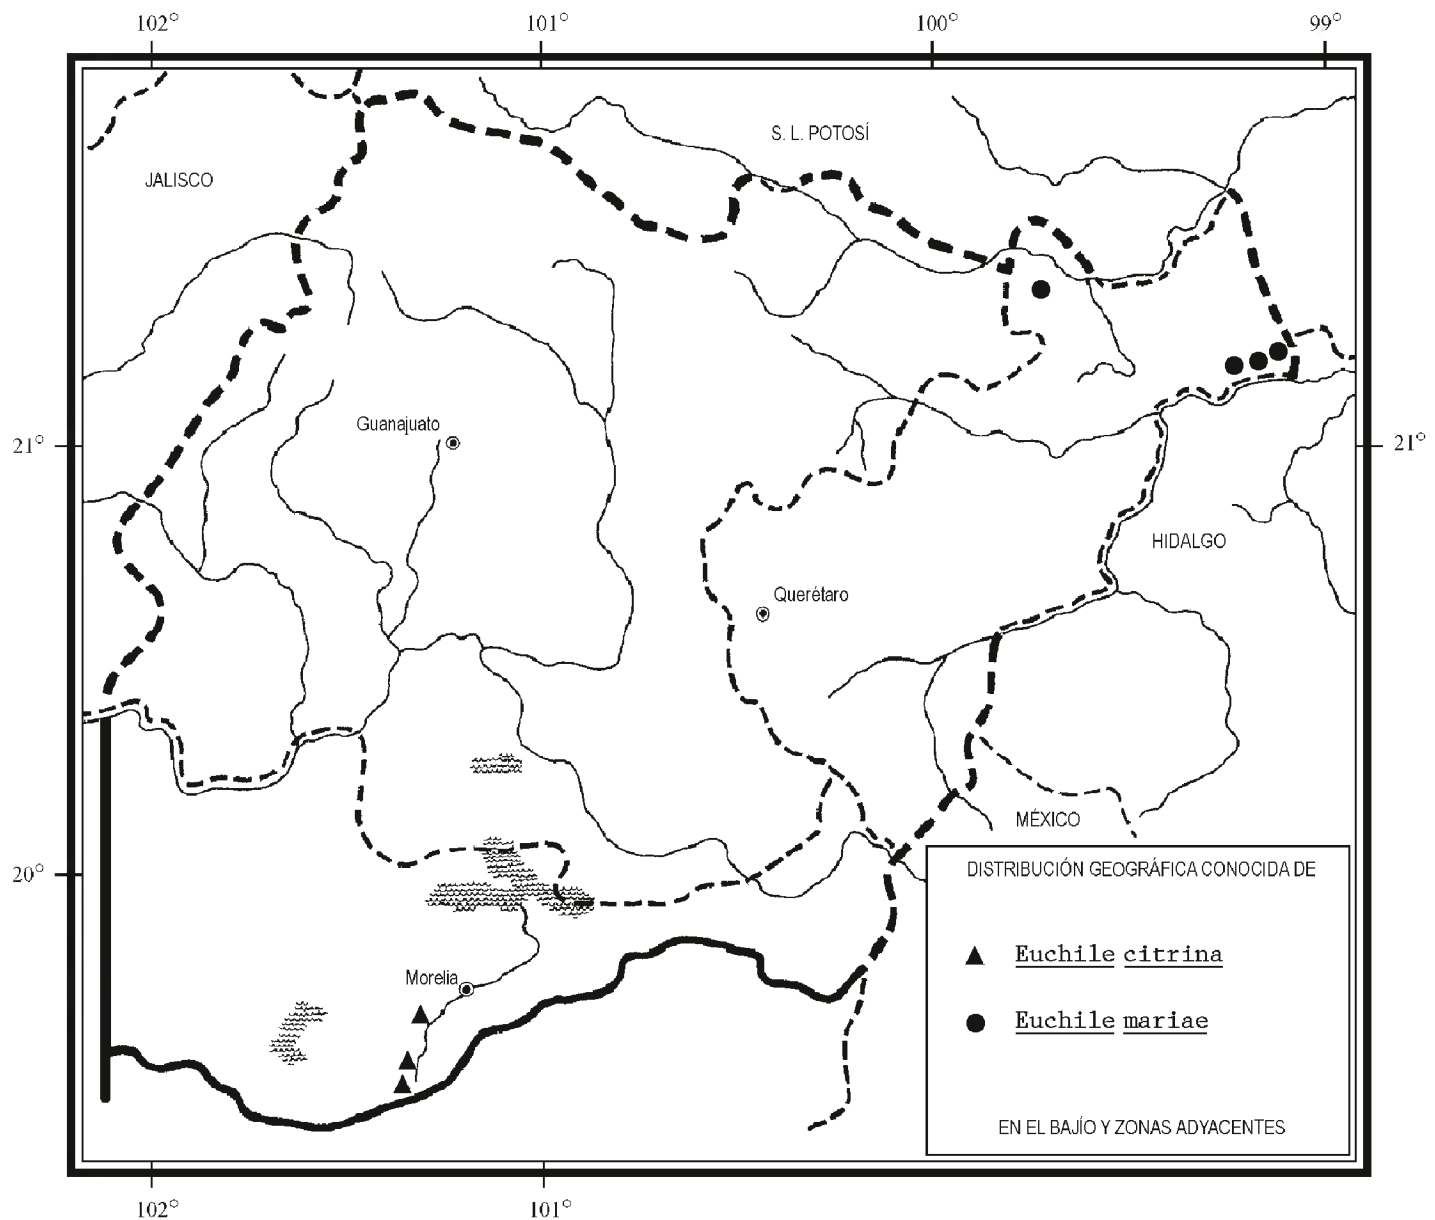 102° 101° 100° 99°
S. L. POTOSÍ
JALISCO
Guanajuato
21° 21°
HIDALGO
Querétaro
MÉXICO
20°
DISTRIBUCIÓN GEOGRÁFICA CONOCIDA DE
Euchile citrina
Morelia
Euchile mariae
EN EL BAJÍO Y ZONAS ADYACENTES
102° 101°